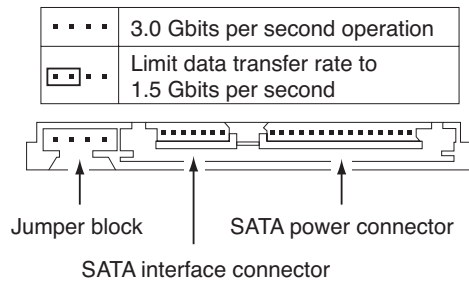 3.0 Gbits per second operation
Limit data transfer rate to
1.5 Gbits per second
Jumper block
SATA power connector
SATA interface connector